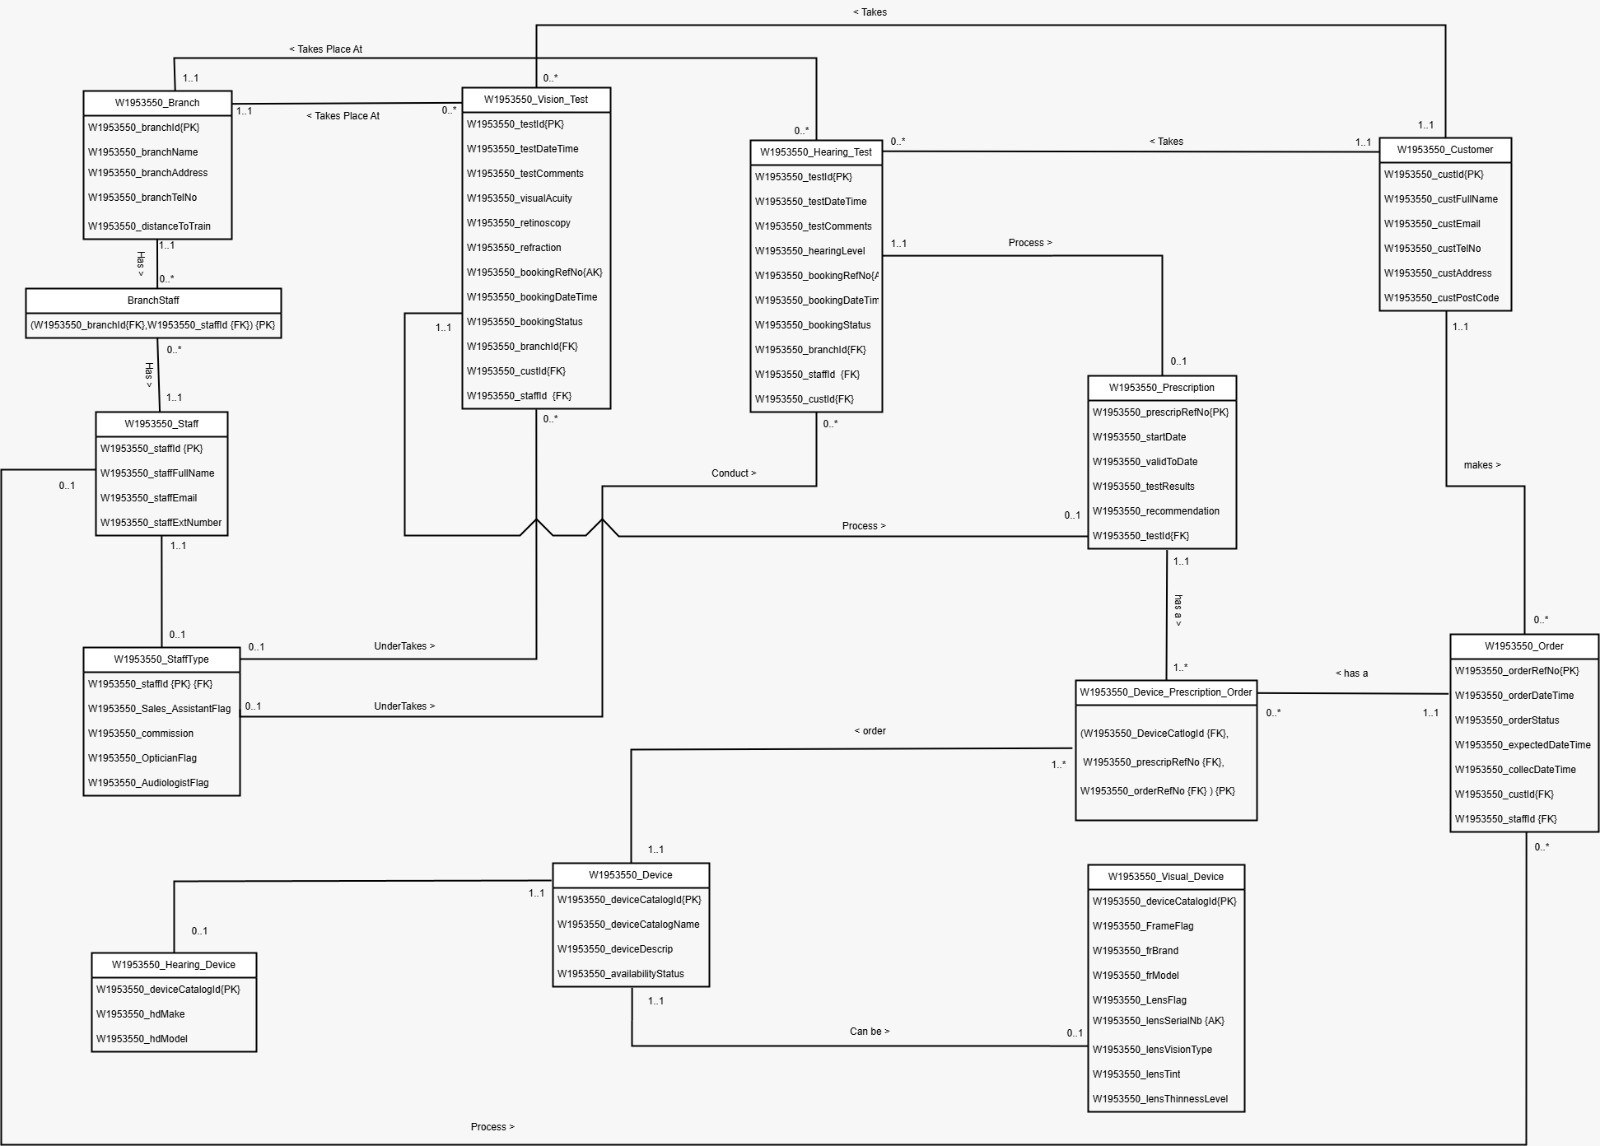 < Takes
< Takes Place At
1..1
0..*
W1953550_Branch
W1953550_branchId{PK}
W1953550_branchName
W1953550_branchAddress
W1953550_branchTelNo
W1953550_distanceToTrain
1..1
< Takes Place At
0..*
W1953550_Vision_Test
W1953550_testId{PK}
W1953550_testDateTime
W1953550_testComments
W1953550_visualAcuity
W1953550_retinoscopy
W1953550_refraction
W1953550_bookingRefNo{AK}
W1953550_bookingDateTime
W1953550_bookingStatus
W1953550_branchId{FK}
W1953550_custId{FK}
W1953550_staffId {FK}
0..*
0..*
W1953550_Hearing_Test
W1953550_testId{PK}
W1953550_testDateTime
W1953550_testComments
W1953550_hearingLevel
W1953550_bookingRefNo{A
W1953550_bookingDateTim
W1953550_bookingStatus
W1953550_branchId{FK}
W1953550_staffId {FK}
W1953550_custId{FK}
0..*
0..*
< Takes
1..1
1..1
W1953550_Customer
W1953550_custId{PK}
W1953550_custFullName
W1953550_custEmail
W1953550_custTelNo
W1953550_custAddress
W1953550_custPostCode
1..1
1..1
Process >
0..1
1..1
Has >
0..*
BranchStaff
(W1953550_branchId{FK},W1953550_staffId {FK}) {PK}
0..*
Has >
1..1
1..1
W1953550_Staff
W1953550_staffId {PK}
W1953550_staffFullName
W1953550_staffEmail
W1953550_staffExtNumber
0..1
1..1
Conduct >
Process >
0..1
W1953550_Prescription
W1953550_prescripRefNo{PK}
W1953550_startDate
W1953550_validToDate
W1953550_testResults
W1953550_recommendation
W1953550_testId{FK}
1..1
has a >
1..*
makes >
0..*
0..1
W1953550_StaffType
W1953550_staffId {PK} {FK}
W1953550_Sales_AssistantFlag
W1953550_commission
W1953550_OpticianFlag
W1953550_AudiologistFlag
0..1
UnderTakes >
0..1
UnderTakes >
W1953550_Device_Prescription_Order
(W1953550_DeviceCatlogId {FK},
W1953550_prescripRefNo {FK},
W1953550_orderRefNo {FK} ) {PK}
< has a
0..*
1..1
W1953550_Order
W1953550_orderRefNo{PK}
W1953550_orderDateTime
W1953550_orderStatus
W1953550_expectedDateTime
W1953550_collecDateTime
W1953550_custId{FK}
W1953550_staffId {FK}
0..*
< order
1..*
1..1
W1953550_Device
W1953550_deviceCatalogId{PK}
W1953550_deviceCatalogName
W1953550_deviceDescrip
W1953550_availabilityStatus
1..1
0..1
W1953550_Hearing_Device
W1953550_deviceCatalogId{PK}
W1953550_hdMake
W1953550_hdModel
1..1
Can be >
0..1
W1953550_Visual_Device
W1953550_deviceCatalogId{PK}
W1953550_FrameFlag
W1953550_frBrand
W1953550_frModel
W1953550_LensFlag
W1953550_lensSerialNb {AK}
W1953550_lensVisionType
W1953550_lensTint
W1953550_lensThinnessLevel
Process >